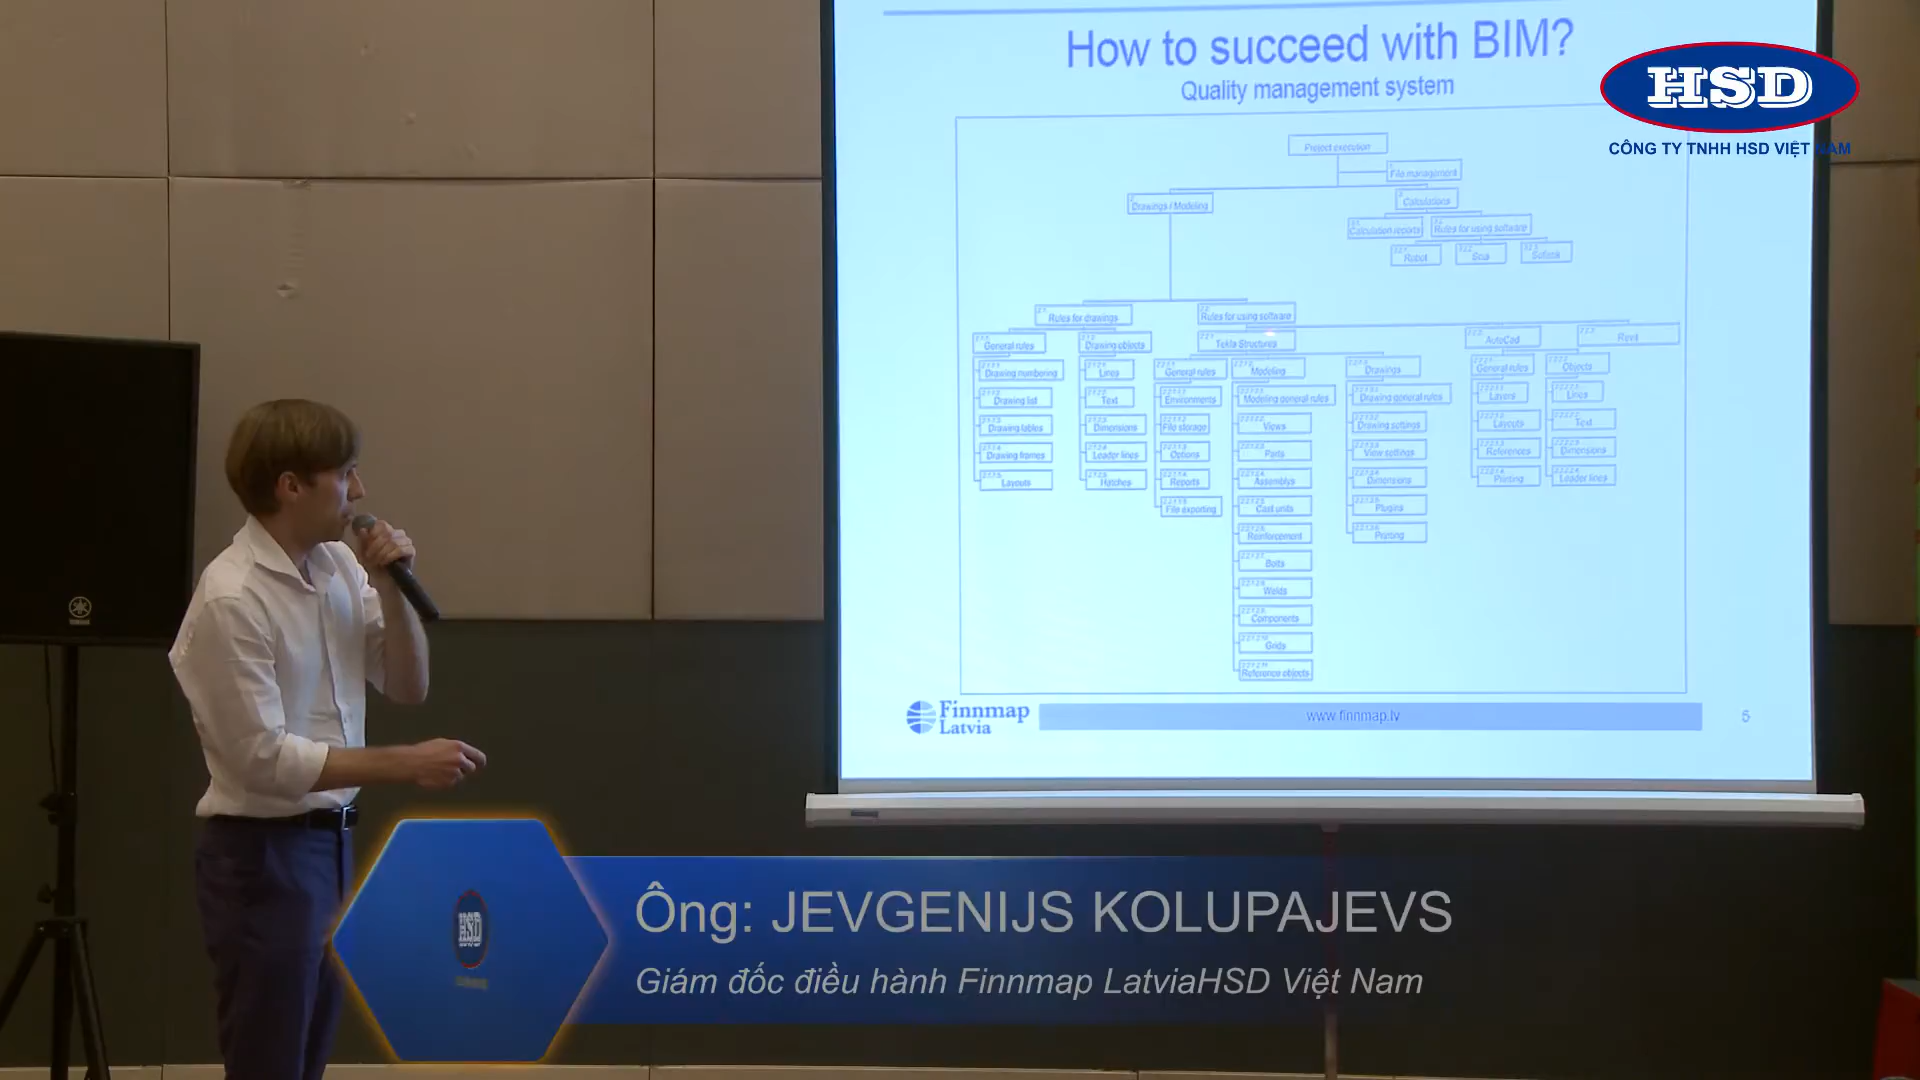 How to succeed with BIM?
Quality management system
HSD
CÔNG TY TNHH HSD VIỆT NAM
Project execution
File management
Drawings / Modeling
Calculations
Calculation reports
Rules for using software
Robot
Scia
Sofistik
Rules for drawings
Rules for using software
General rules
Drawing objects
Tekla Structures
AutoCad
Revit
Drawing numbering
Lines
General rules
Modeling
Drawings
General rules
Objects
Drawing list
Text
Environments
Modeling general rules
Drawing general rules
Layers
Lines
Drawing tables
Dimensions
File storage
Views
Drawing settings
Layouts
Text
Drawing frames
Leader lines
Options
Parts
View settings
References
Dimensions
Layouts
Hatches
Reports
Assemblys
Dimensions
Printing
Leader lines
File exporting
Cast units
Plugins
Reinforcement
Printing
Bolts
Welds
Components
Grids
Reference objects
Finnmap
Latvia
www.finnmap.lv
5
YAMAHA
HSD
Ông: JEVGENIJS KOLUPAJEVS
Giám đốc điều hành Finnmap LatviaHSD Việt Nam